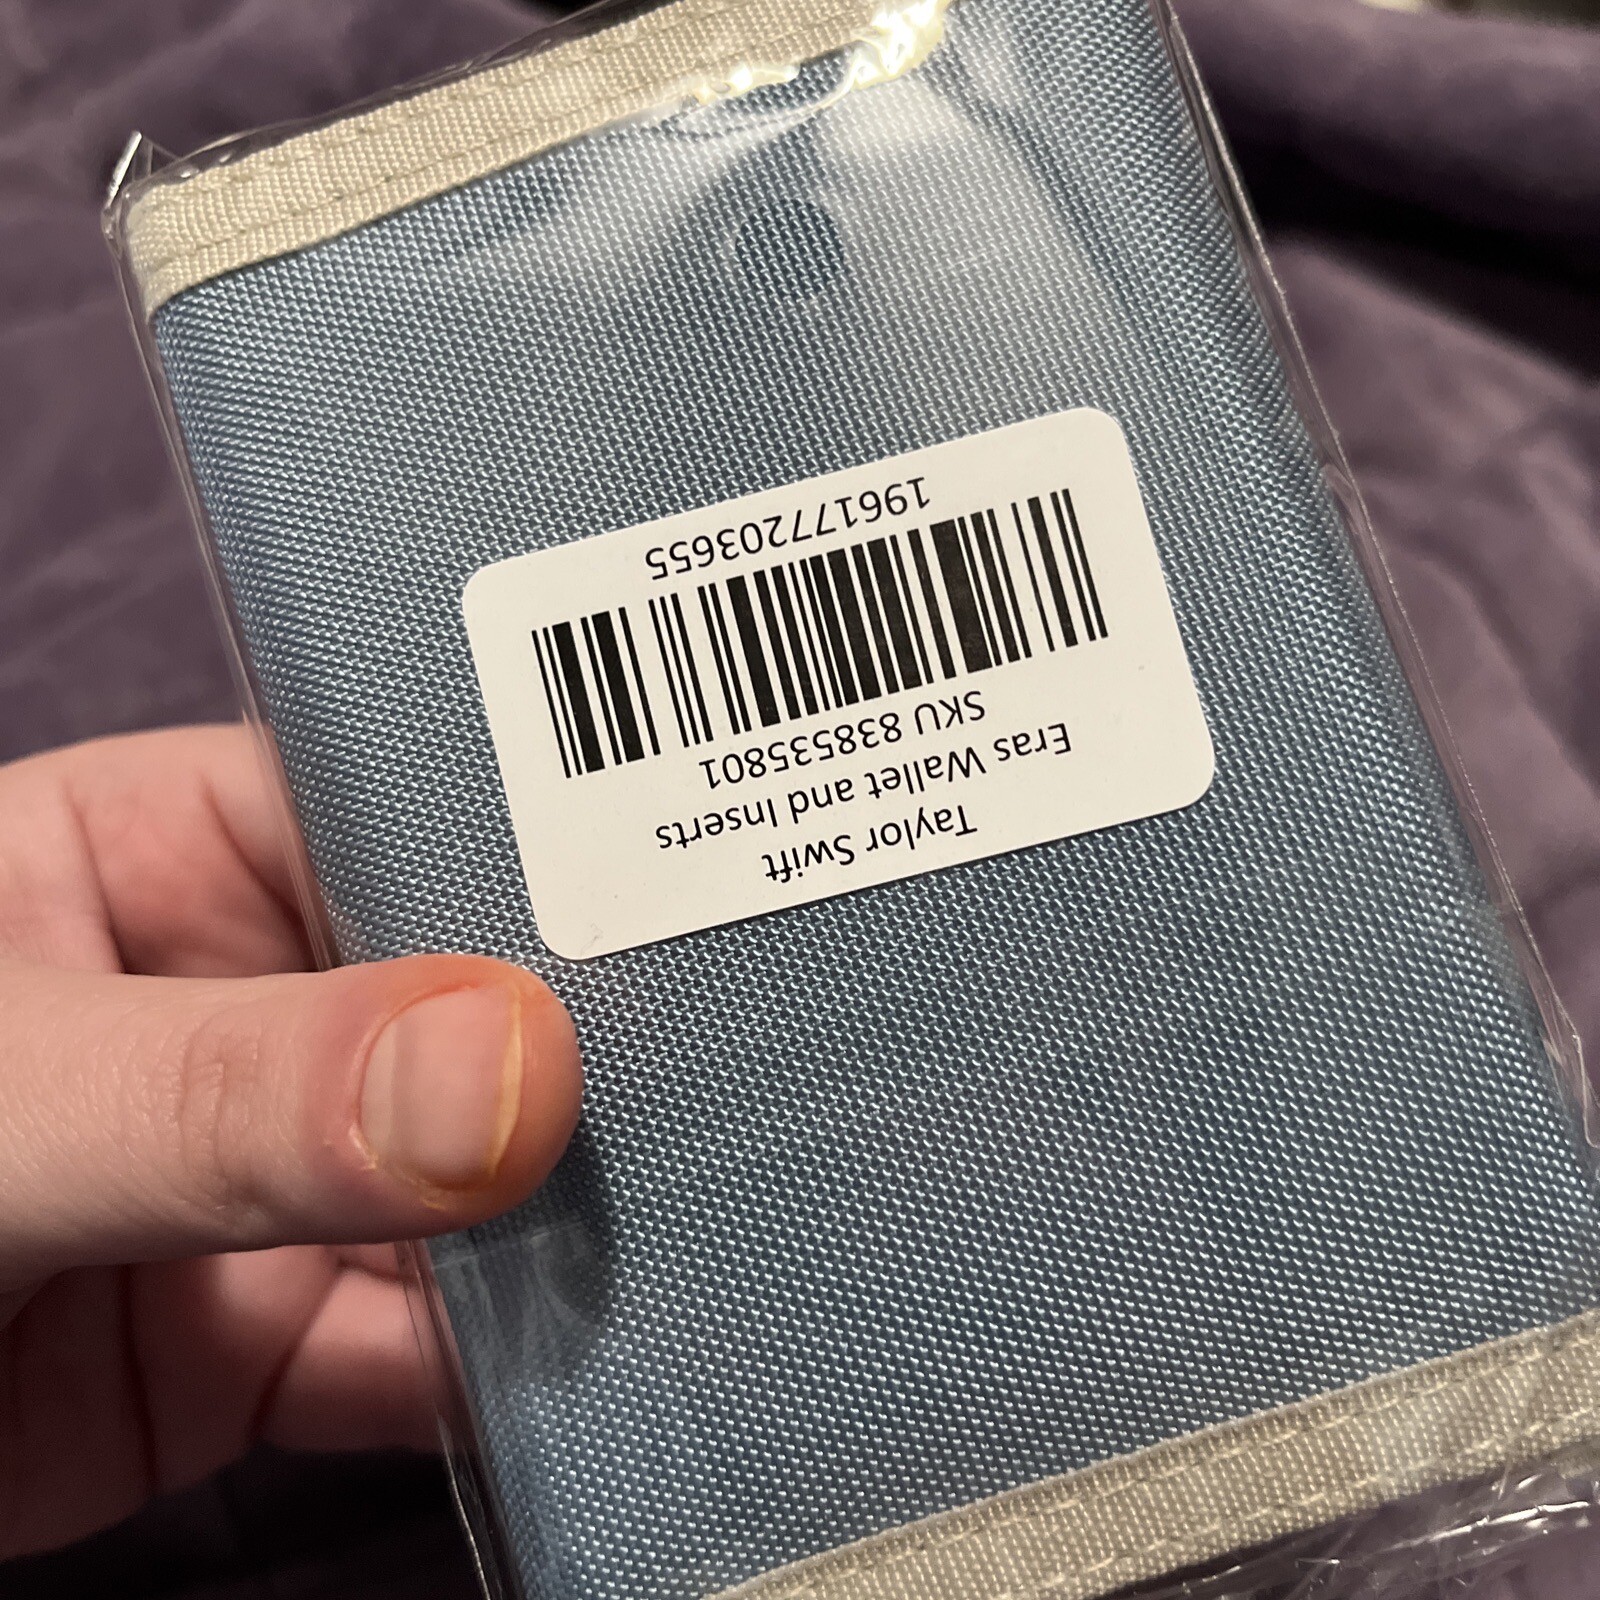 Taylor Swift
Eras Wallet and Inserts
SKU 838535801
196177203655